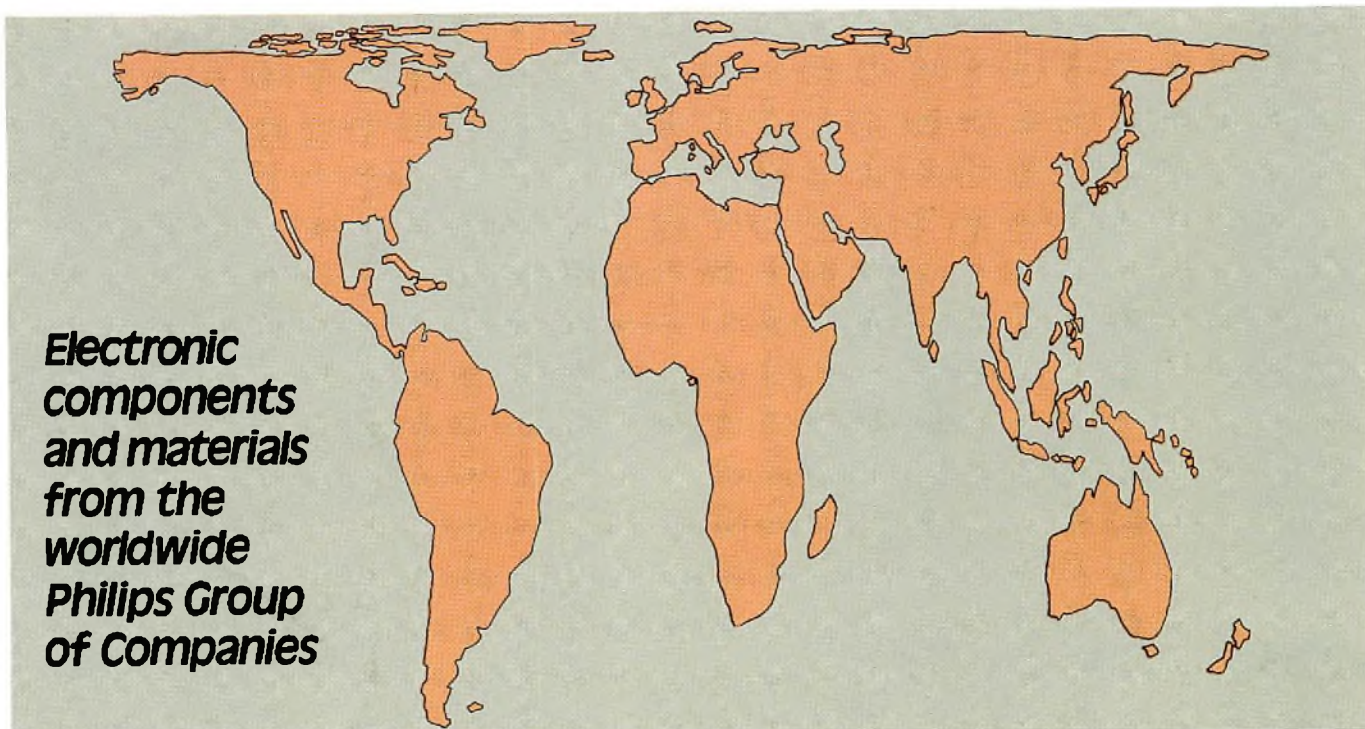 Electronic
components
and materials
from the
worldwide
Philips Group
of Companies